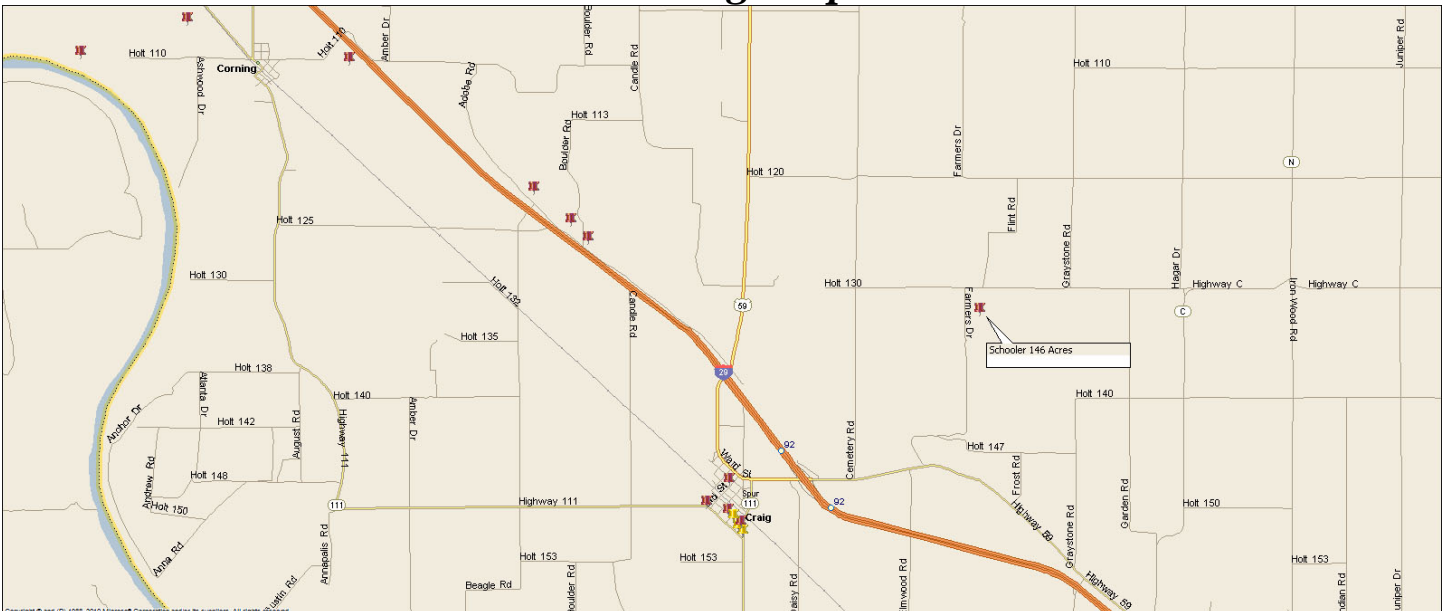 Holt 110
Ashwood Dr
Corning
Holt 110
Amber Dr
Adobe Rd
Boulder Rd
Candle Rd
Holt 113
Boulder Rd
Holt 120
Farmers Dr
Holt 110
Juniper Rd
N
Flint Rd
Graystone Rd
Hagar Dr
Holt 125
Holt 130
Holt 132
Candle Rd
59
Holt 130
Farmers Dr
Highway C
Iron Wood Rd
Highway C
C
Schooler 146 Acres
Holt 135
29
Holt 138
Atlanta Dr
Holt 140
Holt 140
Anchor Dr
Holt 142
August Rd
Highway 111
Amber Dr
92
Cemetery Rd
Holt 147
Ward St
Andrew Rd
Holt 148
Frost Rd
Garden Rd
Holt 150
111
Highway 111
Spur
111
Craig
92
Holt 150
Highway 59
Graystone Rd
Anna Rd
Annapalis Rd
Holt 153
Holt 153
Holt 153
Beagle Rd
Highway 59
Juniper Dr